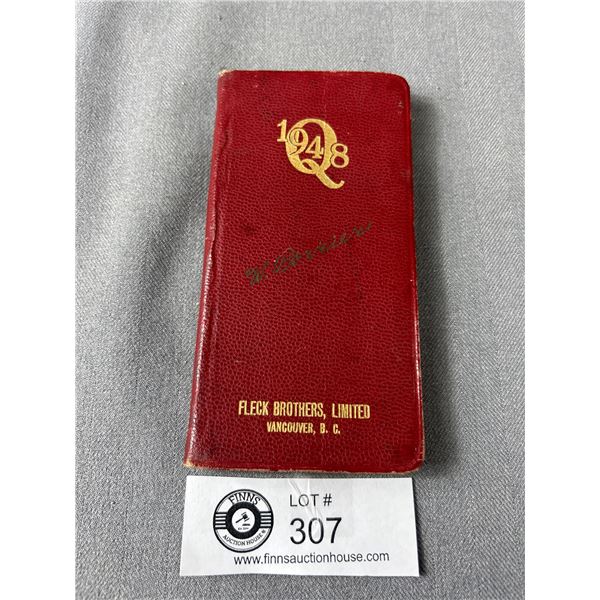 1948
Q
FLECK BROTHERS, LIMITED
VANCOUVER, B. C.
FINNS
AUCTION HOUSE
LOT #
307
www.finnsauctionhouse.com